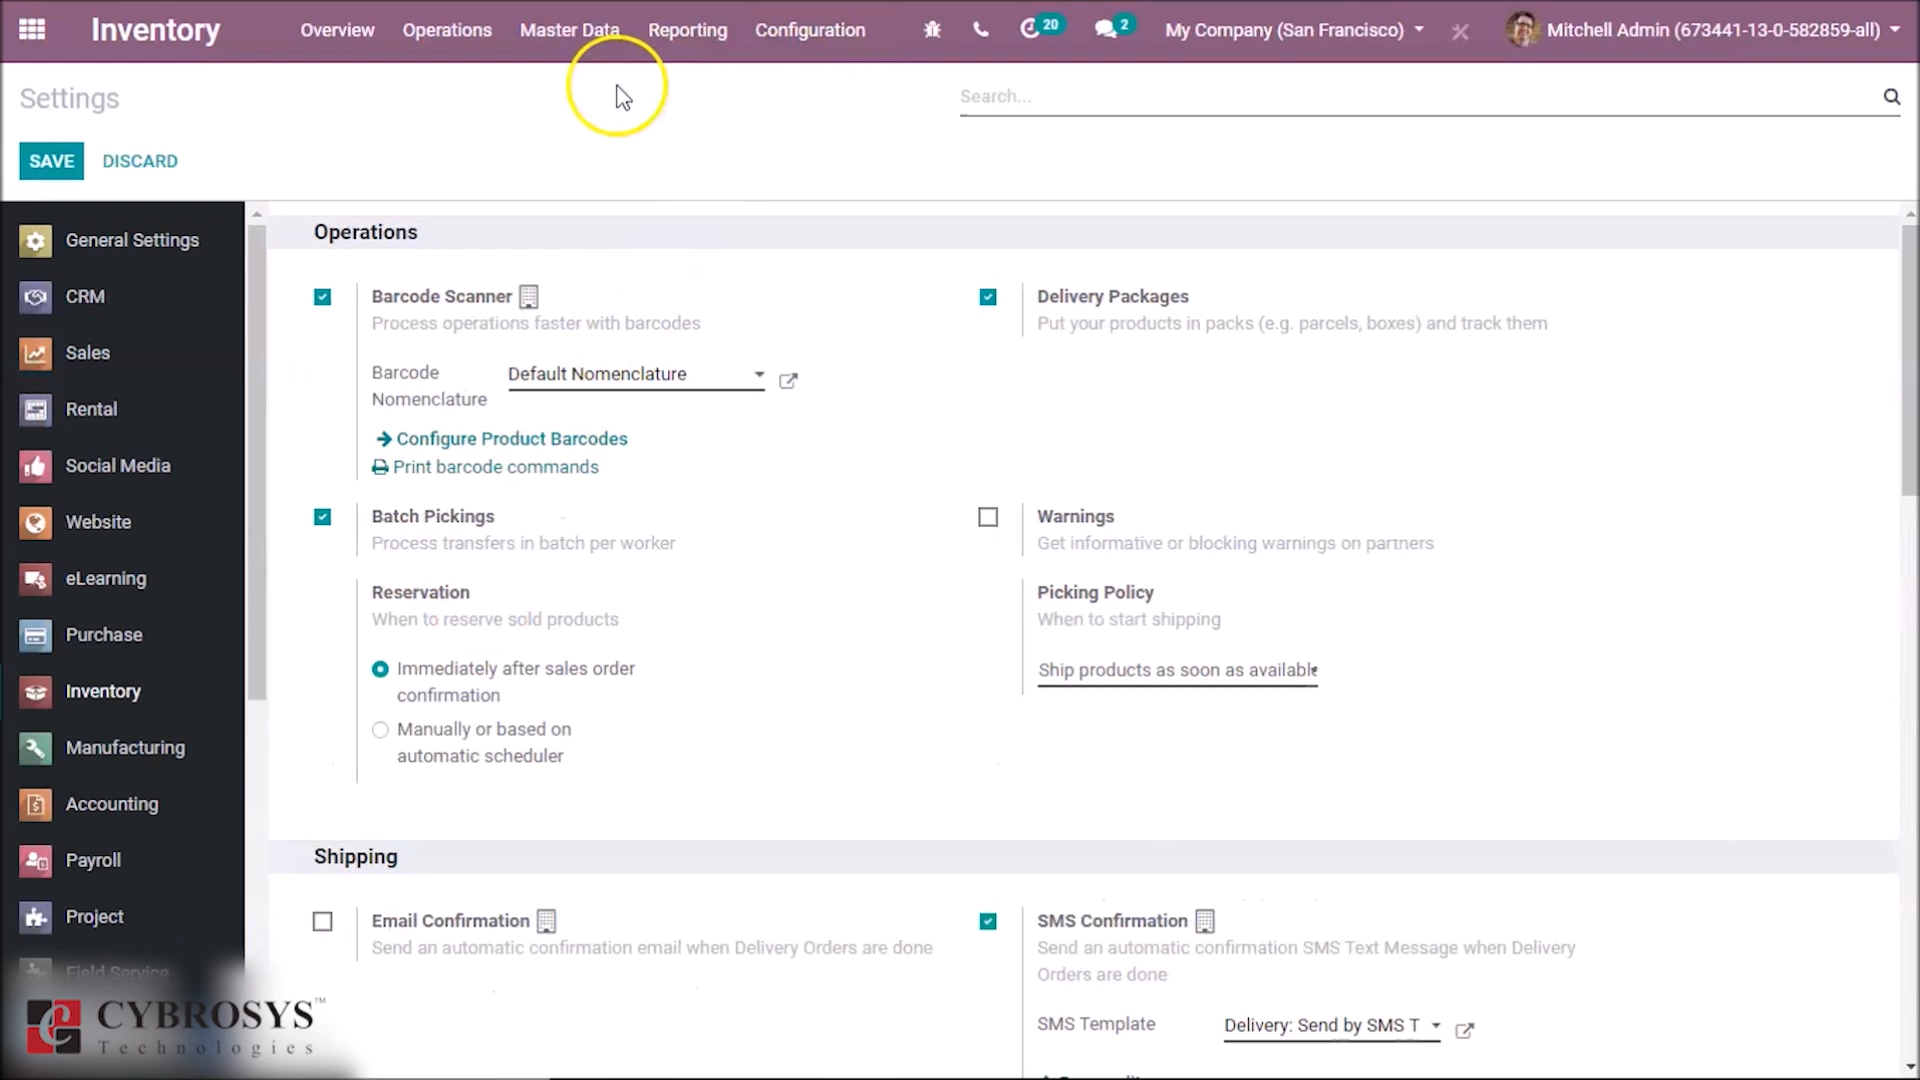 Inventory Overview Operations Master Data Reporting Configuration 20 2 My Company (San Francisco) Mitchell Admin (673441-13-0-582859-all)
Settings
Search...
SAVE DISCARD
General Settings
CRM
Sales
Rental
Social Media
Website
eLearning
Purchase
Inventory
Manufacturing
Accounting
Payroll
Project
Field Service
CYBROSYS™
Technologies
Operations
Barcode Scanner
Process operations faster with barcodes
Barcode
Nomenclature
Default Nomenclature
Configure Product Barcodes
Print barcode commands
Delivery Packages
Put your products in packs (e.g. parcels, boxes) and track them
Batch Pickings
Process transfers in batch per worker
Warnings
Get informative or blocking warnings on partners
Reservation
When to reserve sold products
Immediately after sales order
confirmation
Manually or based on
automatic scheduler
Picking Policy
When to start shipping
Ship products as soon as available
Shipping
Email Confirmation
Send an automatic confirmation email when Delivery Orders are done
SMS Confirmation
Send an automatic confirmation SMS Text Message when Delivery
Orders are done
SMS Template Delivery: Send by SMS T